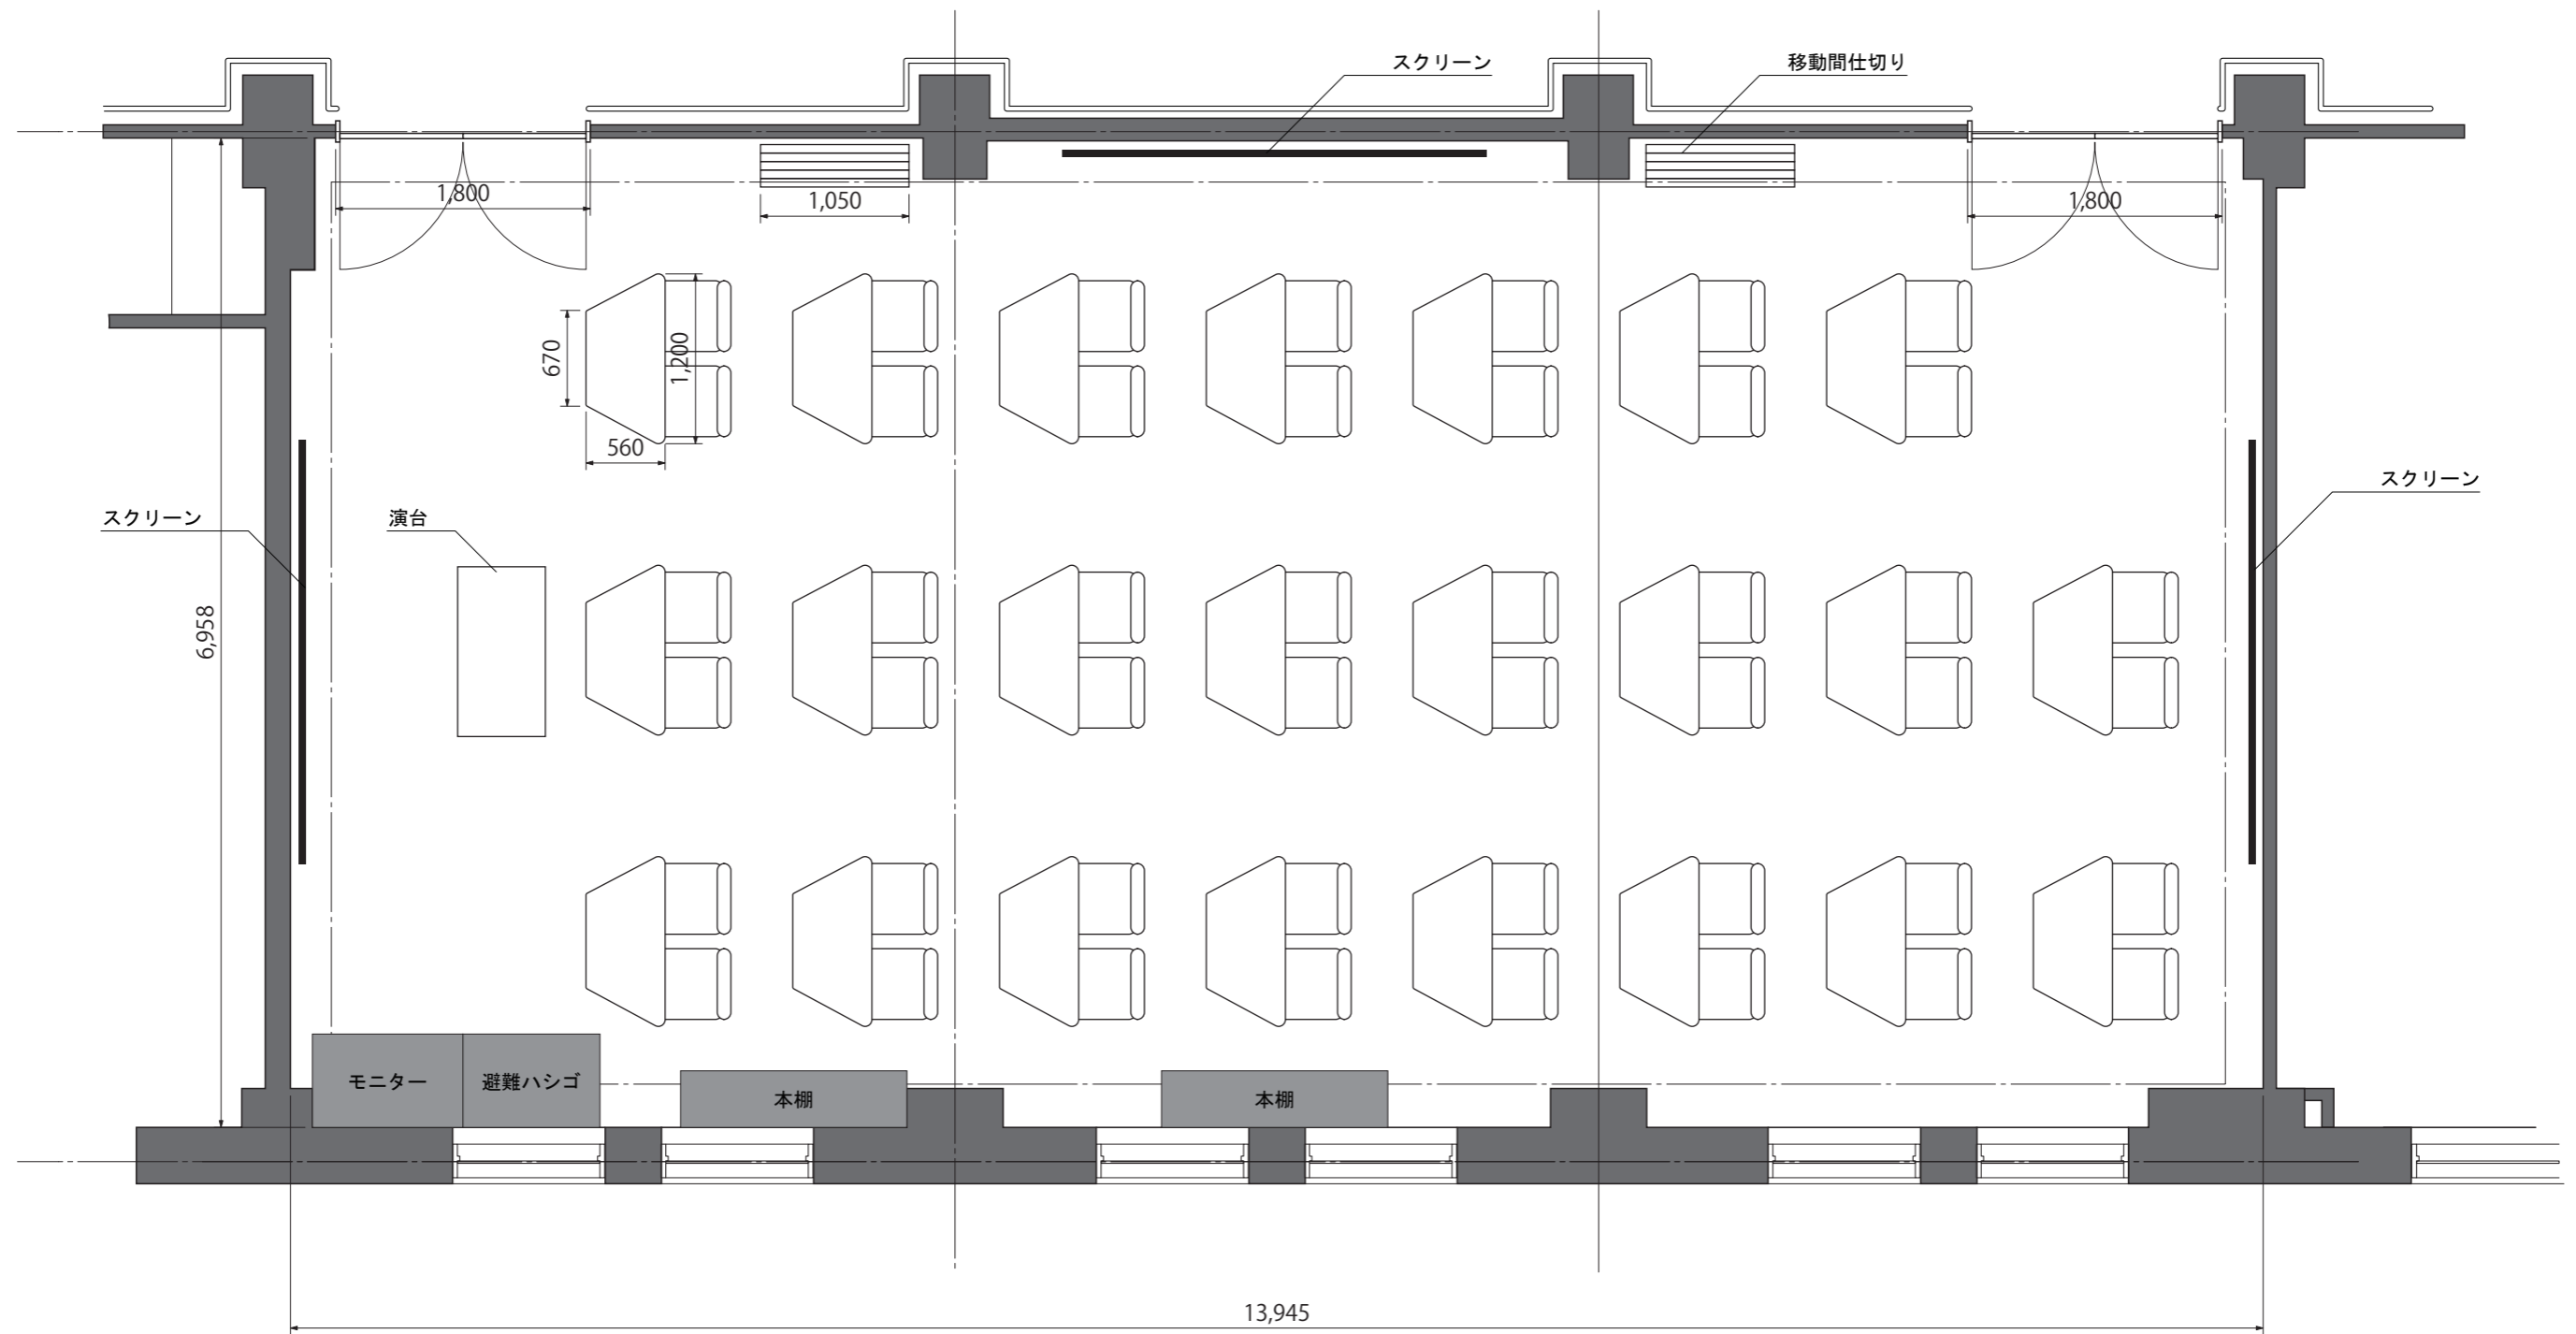 スクリーン
移動間仕切り
1,800
1,050
1,800
670
1,200
560
スクリーン
スクリーン
演台
6,958
モニター
避難ハシゴ
本棚
本棚
13,945